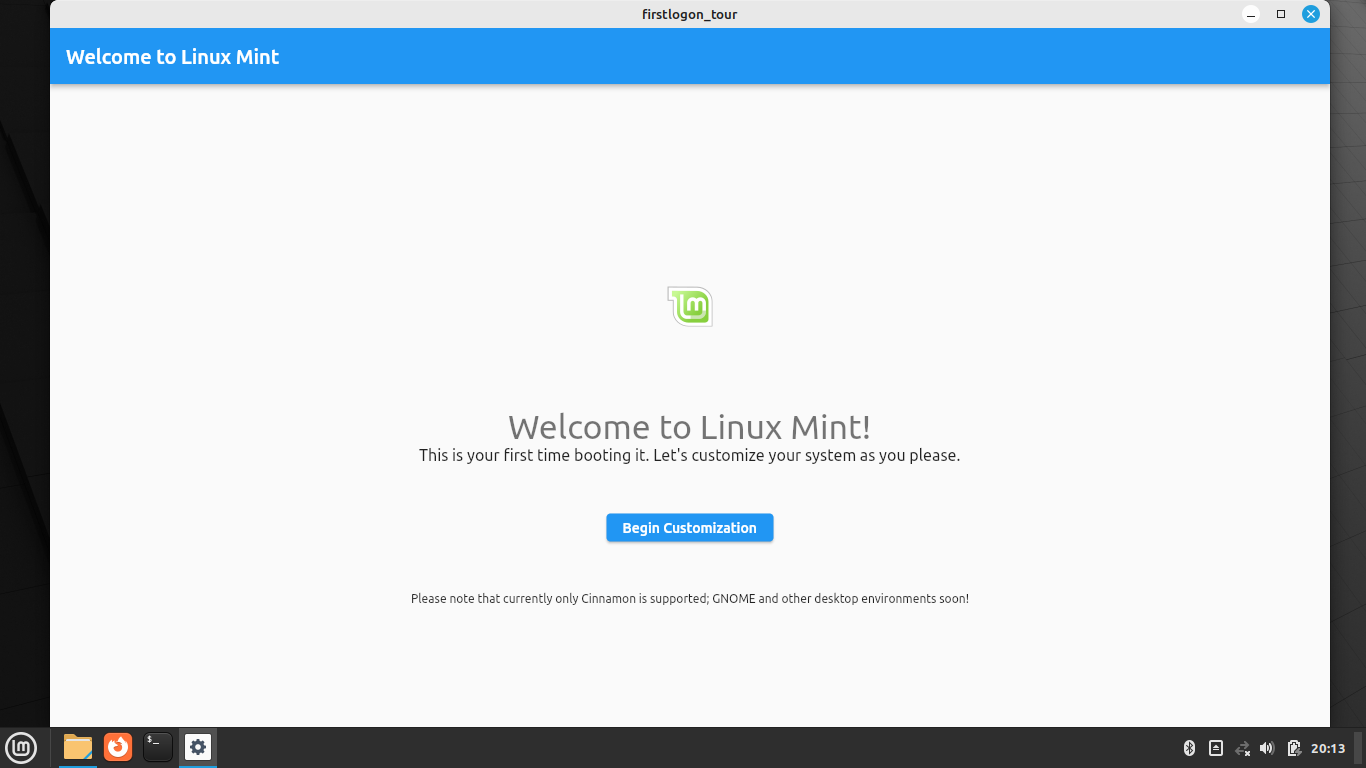 firstlogon_tour
Welcome to Linux Mint
lm
Welcome to Linux Mint!
This is your first time booting it. Let's customize your system as you please.
Begin Customization
Please note that currently only Cinnamon is supported; GNOME and other desktop environments soon!
lm
$_
20:13